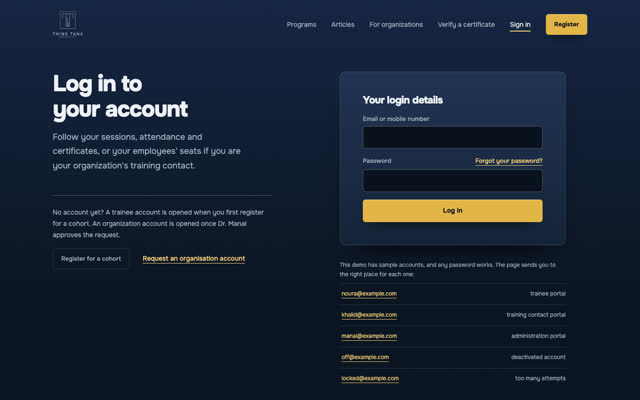 THINK TANK
Programs
Articles
For organizations
Verify a certificate
Sign in
Register
Log in to
your account
Follow your sessions, attendance and
certificates, or your employees' seats if you are
your organization's training contact.
No account yet? A trainee account is opened when you first register
for a cohort. An organization account is opened once Dr. Manal
approves the request.
Register for a cohort
Request an organisation account
Your login details
Email or mobile number
Password
Forgot your password?
Log in
This demo has sample accounts, and any password works. The page sends you to
the right place for each one:
noura@example.com
trainee portal
khalid@example.com
training contact portal
manal@example.com
administration portal
off@example.com
deactivated account
locked@example.com
too many attempts